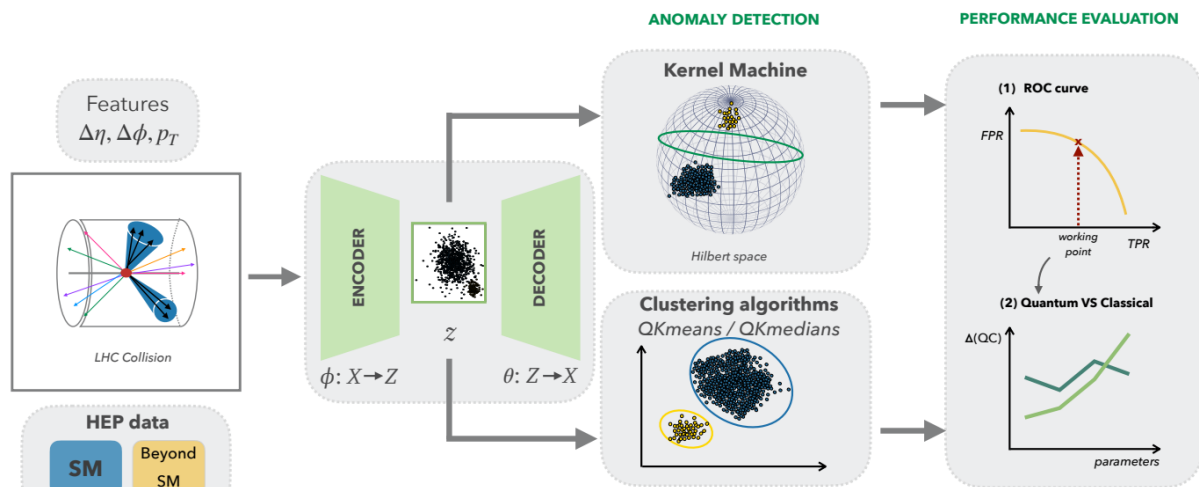 Features
Δη, Δϕ, p_T
LHC Collision
HEP data
SM
Beyond
SM
ENCODER
z
DECODER
ϕ: X→Z
θ: Z→X
ANOMALY DETECTION
Kernel Machine
Hilbert space
Clustering algorithms
QKmeans / QKmedians
PERFORMANCE EVALUATION
(1) ROC curve
FPR
x
working
point
TPR
(2) Quantum VS Classical
Δ(QC)
parameters